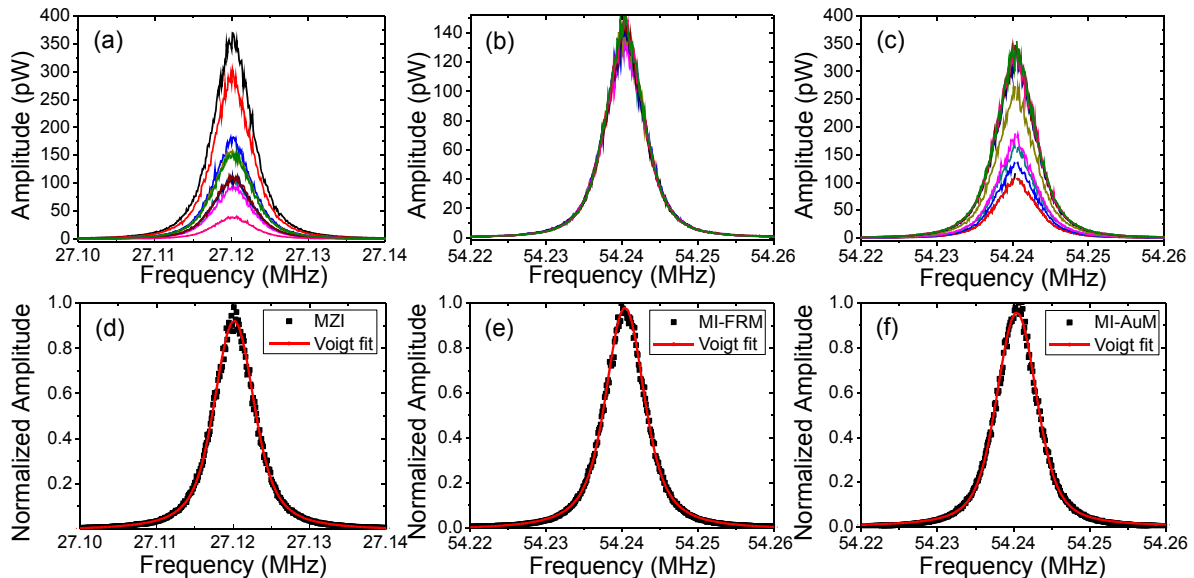 (a)
Amplitude (pW)
400
350
300
250
200
150
100
50
0
27.10 27.11 27.12 27.13 27.14
Frequency (MHz)
(b)
Amplitude (pW)
140
120
100
80
60
40
20
0
54.22 54.23 54.24 54.25 54.26
Frequency (MHz)
(c)
Amplitude (pW)
400
350
300
250
200
150
100
50
0
54.22 54.23 54.24 54.25 54.26
Frequency (MHz)
(d)
MZI
Voigt fit
Normalized Amplitude
1.0
0.8
0.6
0.4
0.2
27.10 27.11 27.12 27.13 27.14
Frequency (MHz)
(e)
MI-FRM
Voigt fit
Normalized Amplitude
1.0
0.8
0.6
0.4
0.2
0.0
54.22 54.23 54.24 54.25 54.26
Frequency (MHz)
(f)
MI-AuM
Voigt fit
Normalized Amplitude
1.0
0.8
0.6
0.4
0.2
0.0
54.22 54.23 54.24 54.25 54.26
Frequency (MHz)